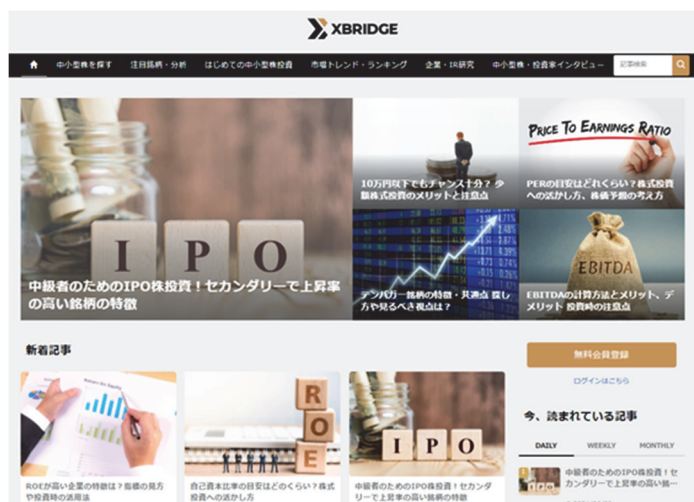 XBRIDGE
中小型株を探す 注目銘柄・分析 はじめての中小型株投資 市場トレンド・ランキング 企業・IR研究 中小型株・投資家インタビュー
記事検索
IPO
中級者のためのIPO株投資！セカンダリーで上昇率
の高い銘柄の特徴
10万円以下でもチャンス十分？ 少
額株式投資のメリットと注意点
PRICE TO EARNINGS RATIO
PERの目安はどれくらい？株式投資
への活かし方、株価予想の考え方
テンバガー銘柄の特徴・共通点 探し
方や見るべき視点は？
EBITDA
EBITDAの計算方法とメリット、デ
メリット 投資時の注意点
新着記事
無料会員登録
ログインはこちら
今、読まれている記事
DAILY WEEKLY MONTHLY
ROE
IPO
ROEが高い企業の特徴は？指標の見方
や投資時の活用法
自己資本比率の目安はどのくらい？株式
投資への活かし方
中級者のためのIPO株投資！セカンダ
リーで上昇率の高い銘柄の特徴
中級者のためのIPO株投資！セカン
ダリーで上昇率の高い銘…